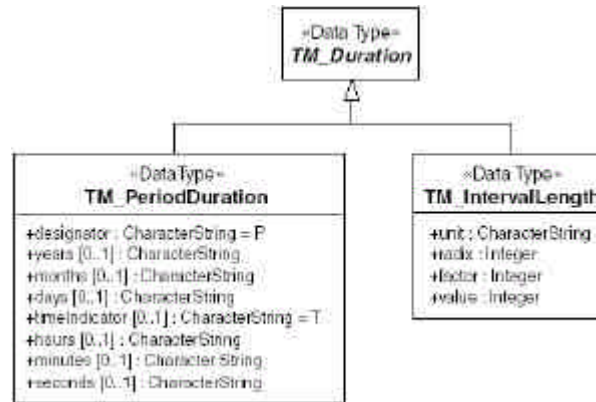 «Data Type»
TM_Duration
«DataType»
TM_PeriodDuration
+designator : CharacterString = P
+years [0..1] : CharacterString
+months [0..1] : CharacterString
+days [0..1] : CharacterString
+timeIndicator [0..1] : CharacterString = T
+hours [0..1] : CharacterString
+minutes [0..1] : Character String
+seconds [0..1] : CharacterString
«Data Type»
TM_IntervalLength
+unit : CharacterString
+radix : Integer
+factor : Integer
+value : Integer